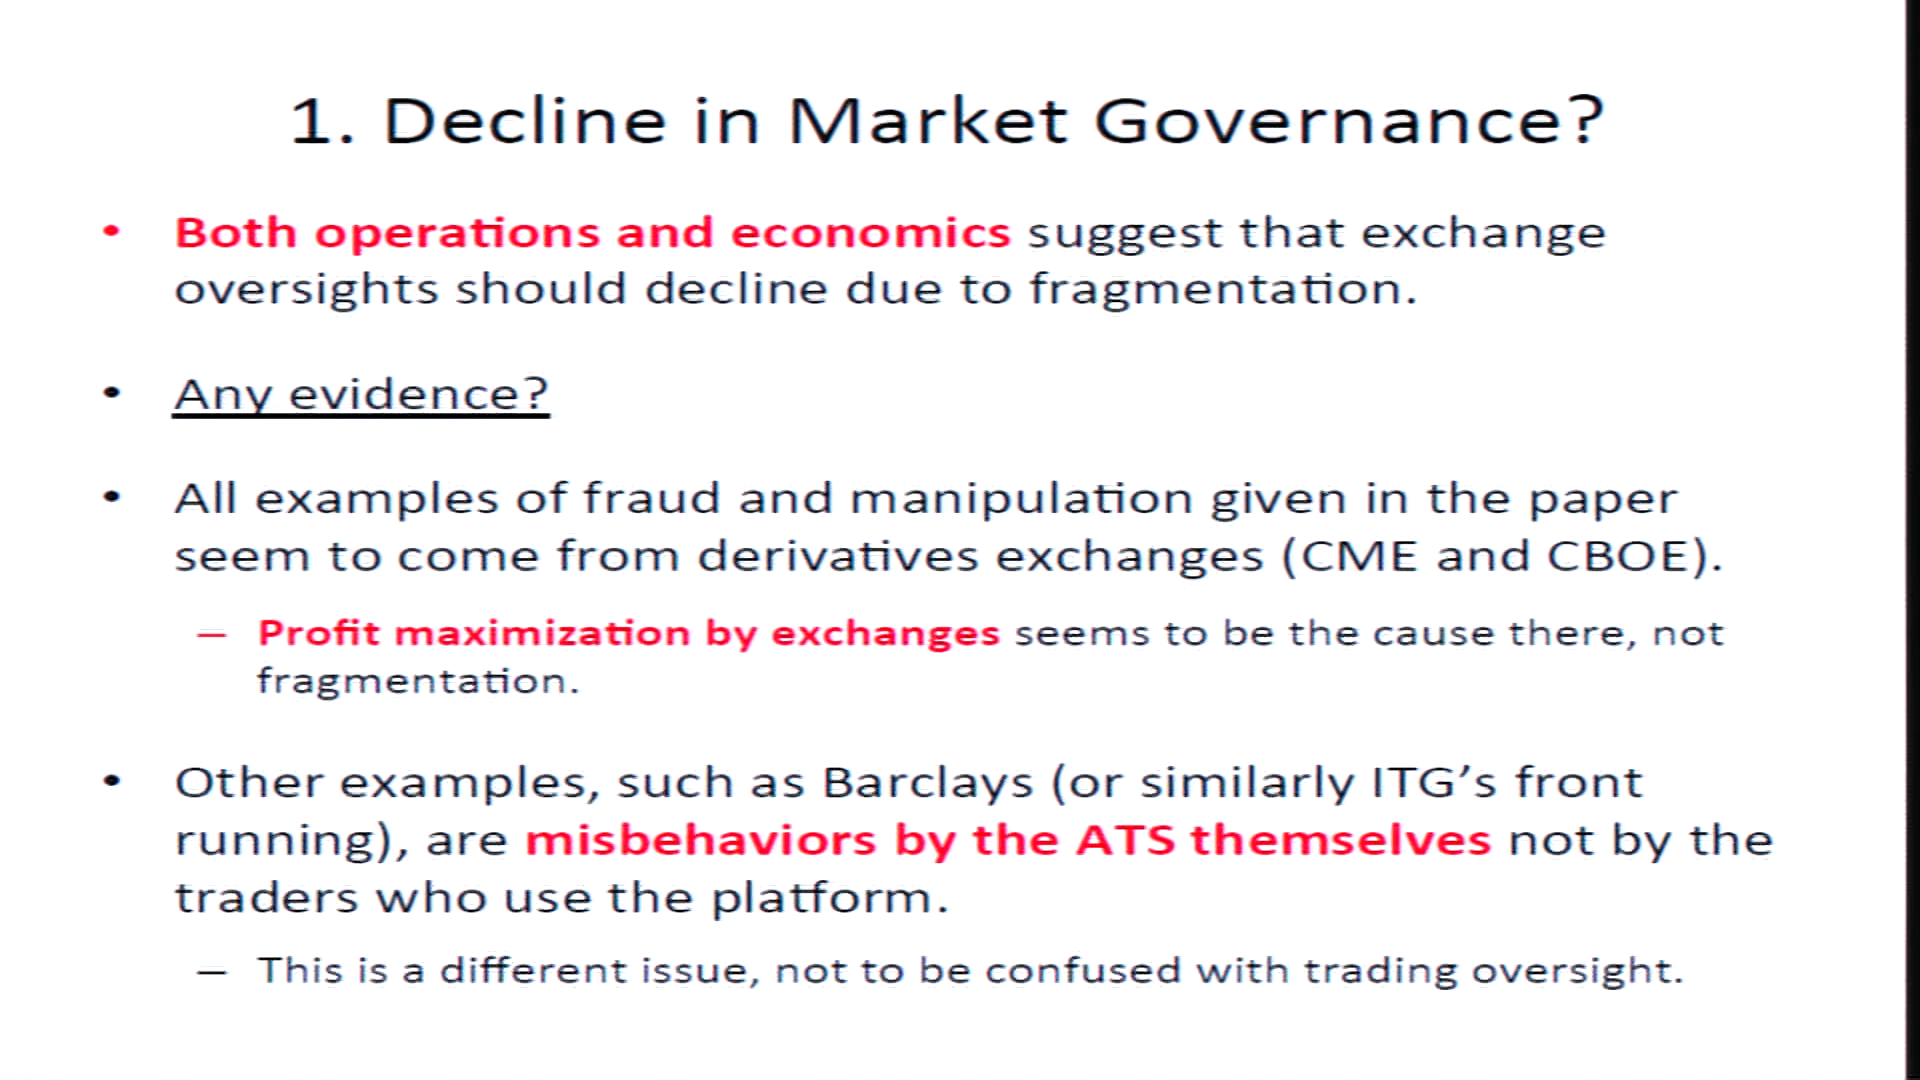 1. Decline in Market Governance?
• Both operations and economics suggest that exchange
oversights should decline due to fragmentation.
• Any evidence?
• All examples of fraud and manipulation given in the paper
seem to come from derivatives exchanges (CME and CBOE).
– Profit maximization by exchanges seems to be the cause there, not
fragmentation.
• Other examples, such as Barclays (or similarly ITG’s front
running), are misbehaviors by the ATS themselves not by the
traders who use the platform.
– This is a different issue, not to be confused with trading oversight.